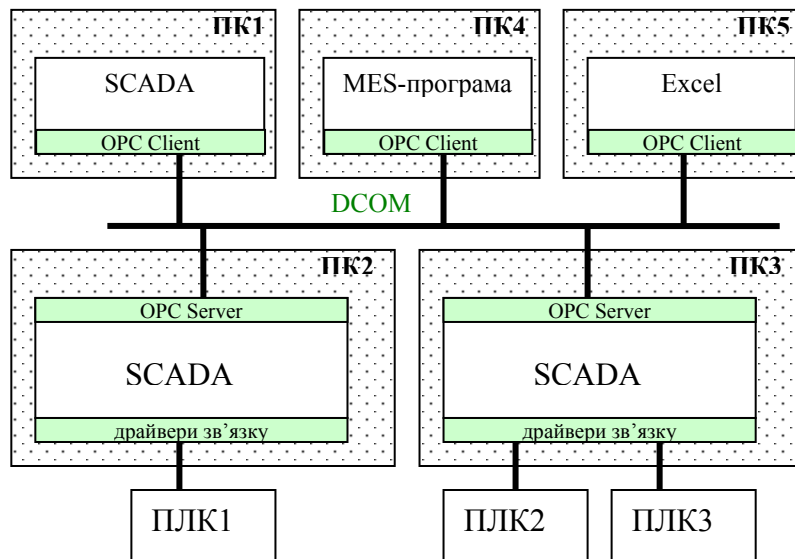 ПК1
ПК4
ПК5
SCADA
MES-програма
Excel
OPC Client
OPC Client
OPC Client
DCOM
ПК2
ПК3
OPC Server
OPC Server
SCADA
SCADA
драйвери зв’язку
драйвери зв’язку
ПЛК1
ПЛК2
ПЛК3